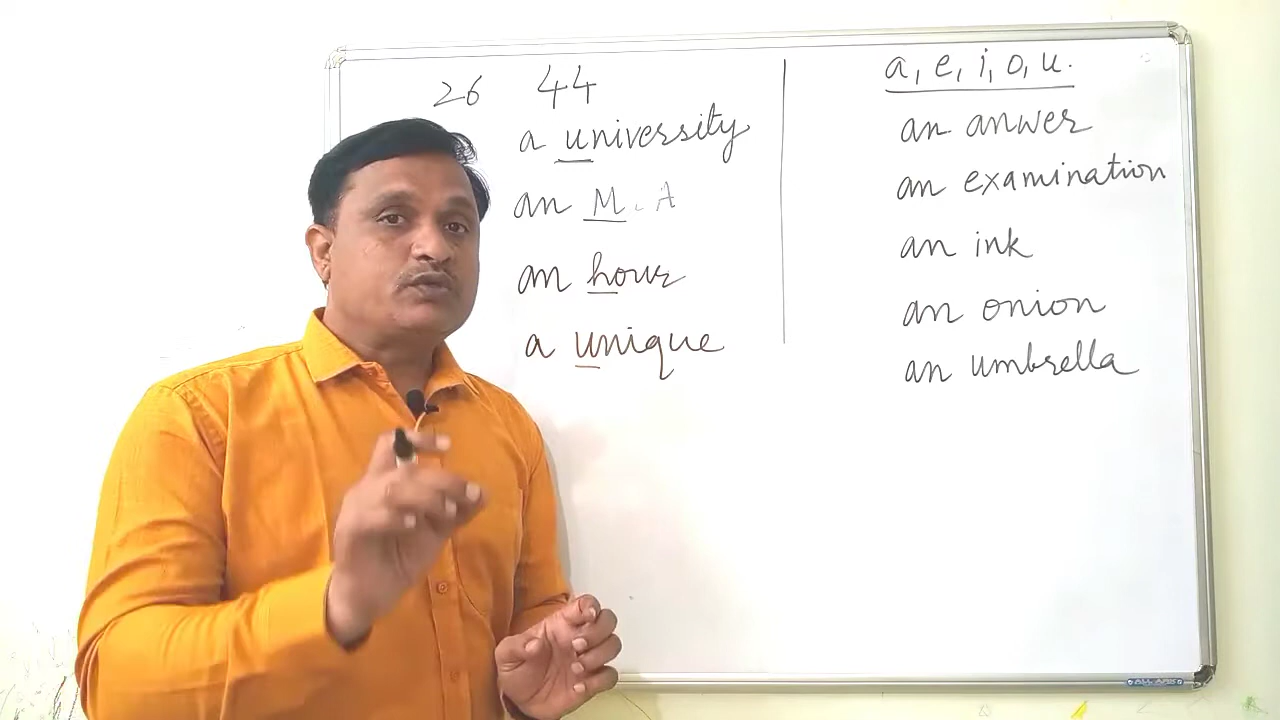 26 44
a university
an M.A
an hour
a unique
a, e, i, o, u.
an anwer
an examination
an ink
an onion
an umbrella